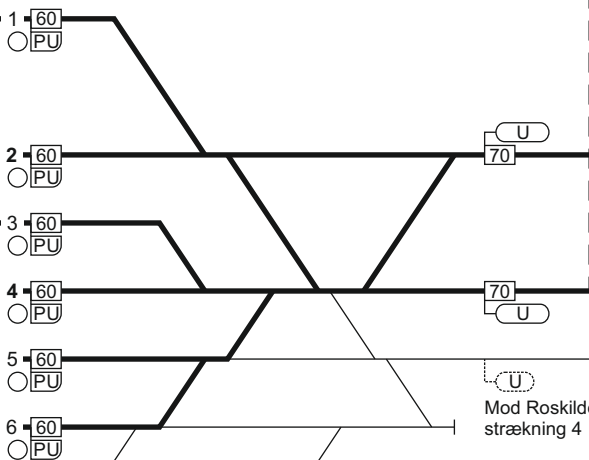 1 60
PU
U
2 60 70
PU
3 60
PU
4 60 70
PU U
5 60
PU U
Mod Roskilde
6 60 strækning 4
PU